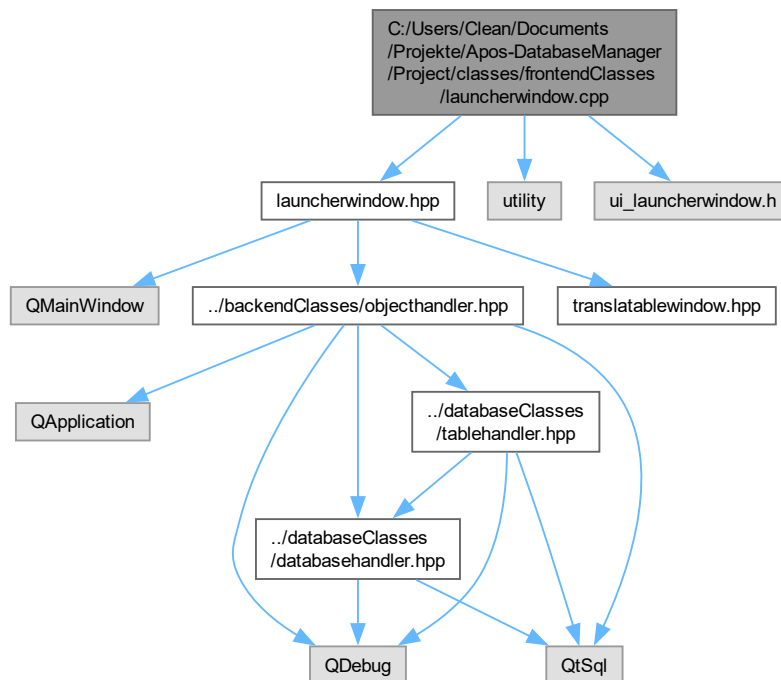 C:/Users/Clean/Documents
/Projekte/Apos-DatabaseManager
/Project/classes/frontendClasses
/launcherwindow.cpp
launcherwindow.hpp
utility
ui_launcherwindow.h
QMainWindow
../backendClasses/objecthandler.hpp
translatablewindow.hpp
QApplication
../databaseClasses
/tablehandler.hpp
../databaseClasses
/databasehandler.hpp
QDebug
QtSql